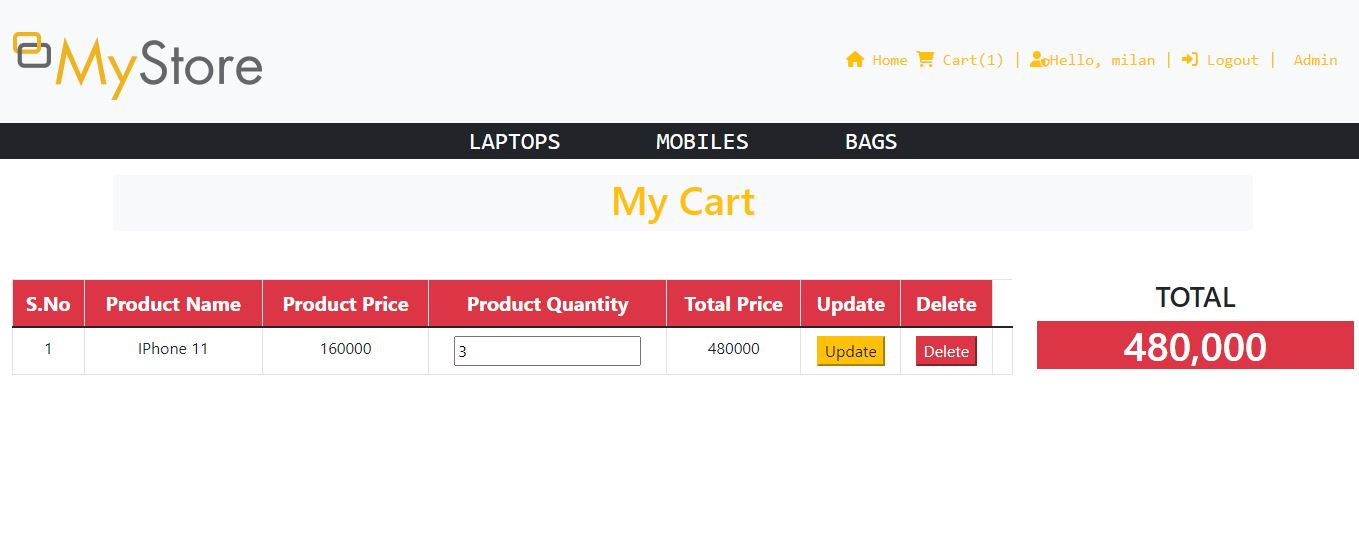 MyStore
Home Cart(1) | Hello, milan | Logout | Admin
LAPTOPS MOBILES BAGS
My Cart
S.No Product Name Product Price Product Quantity Total Price Update Delete
1 IPhone 11 160000 3 480000 Update Delete
TOTAL
480,000